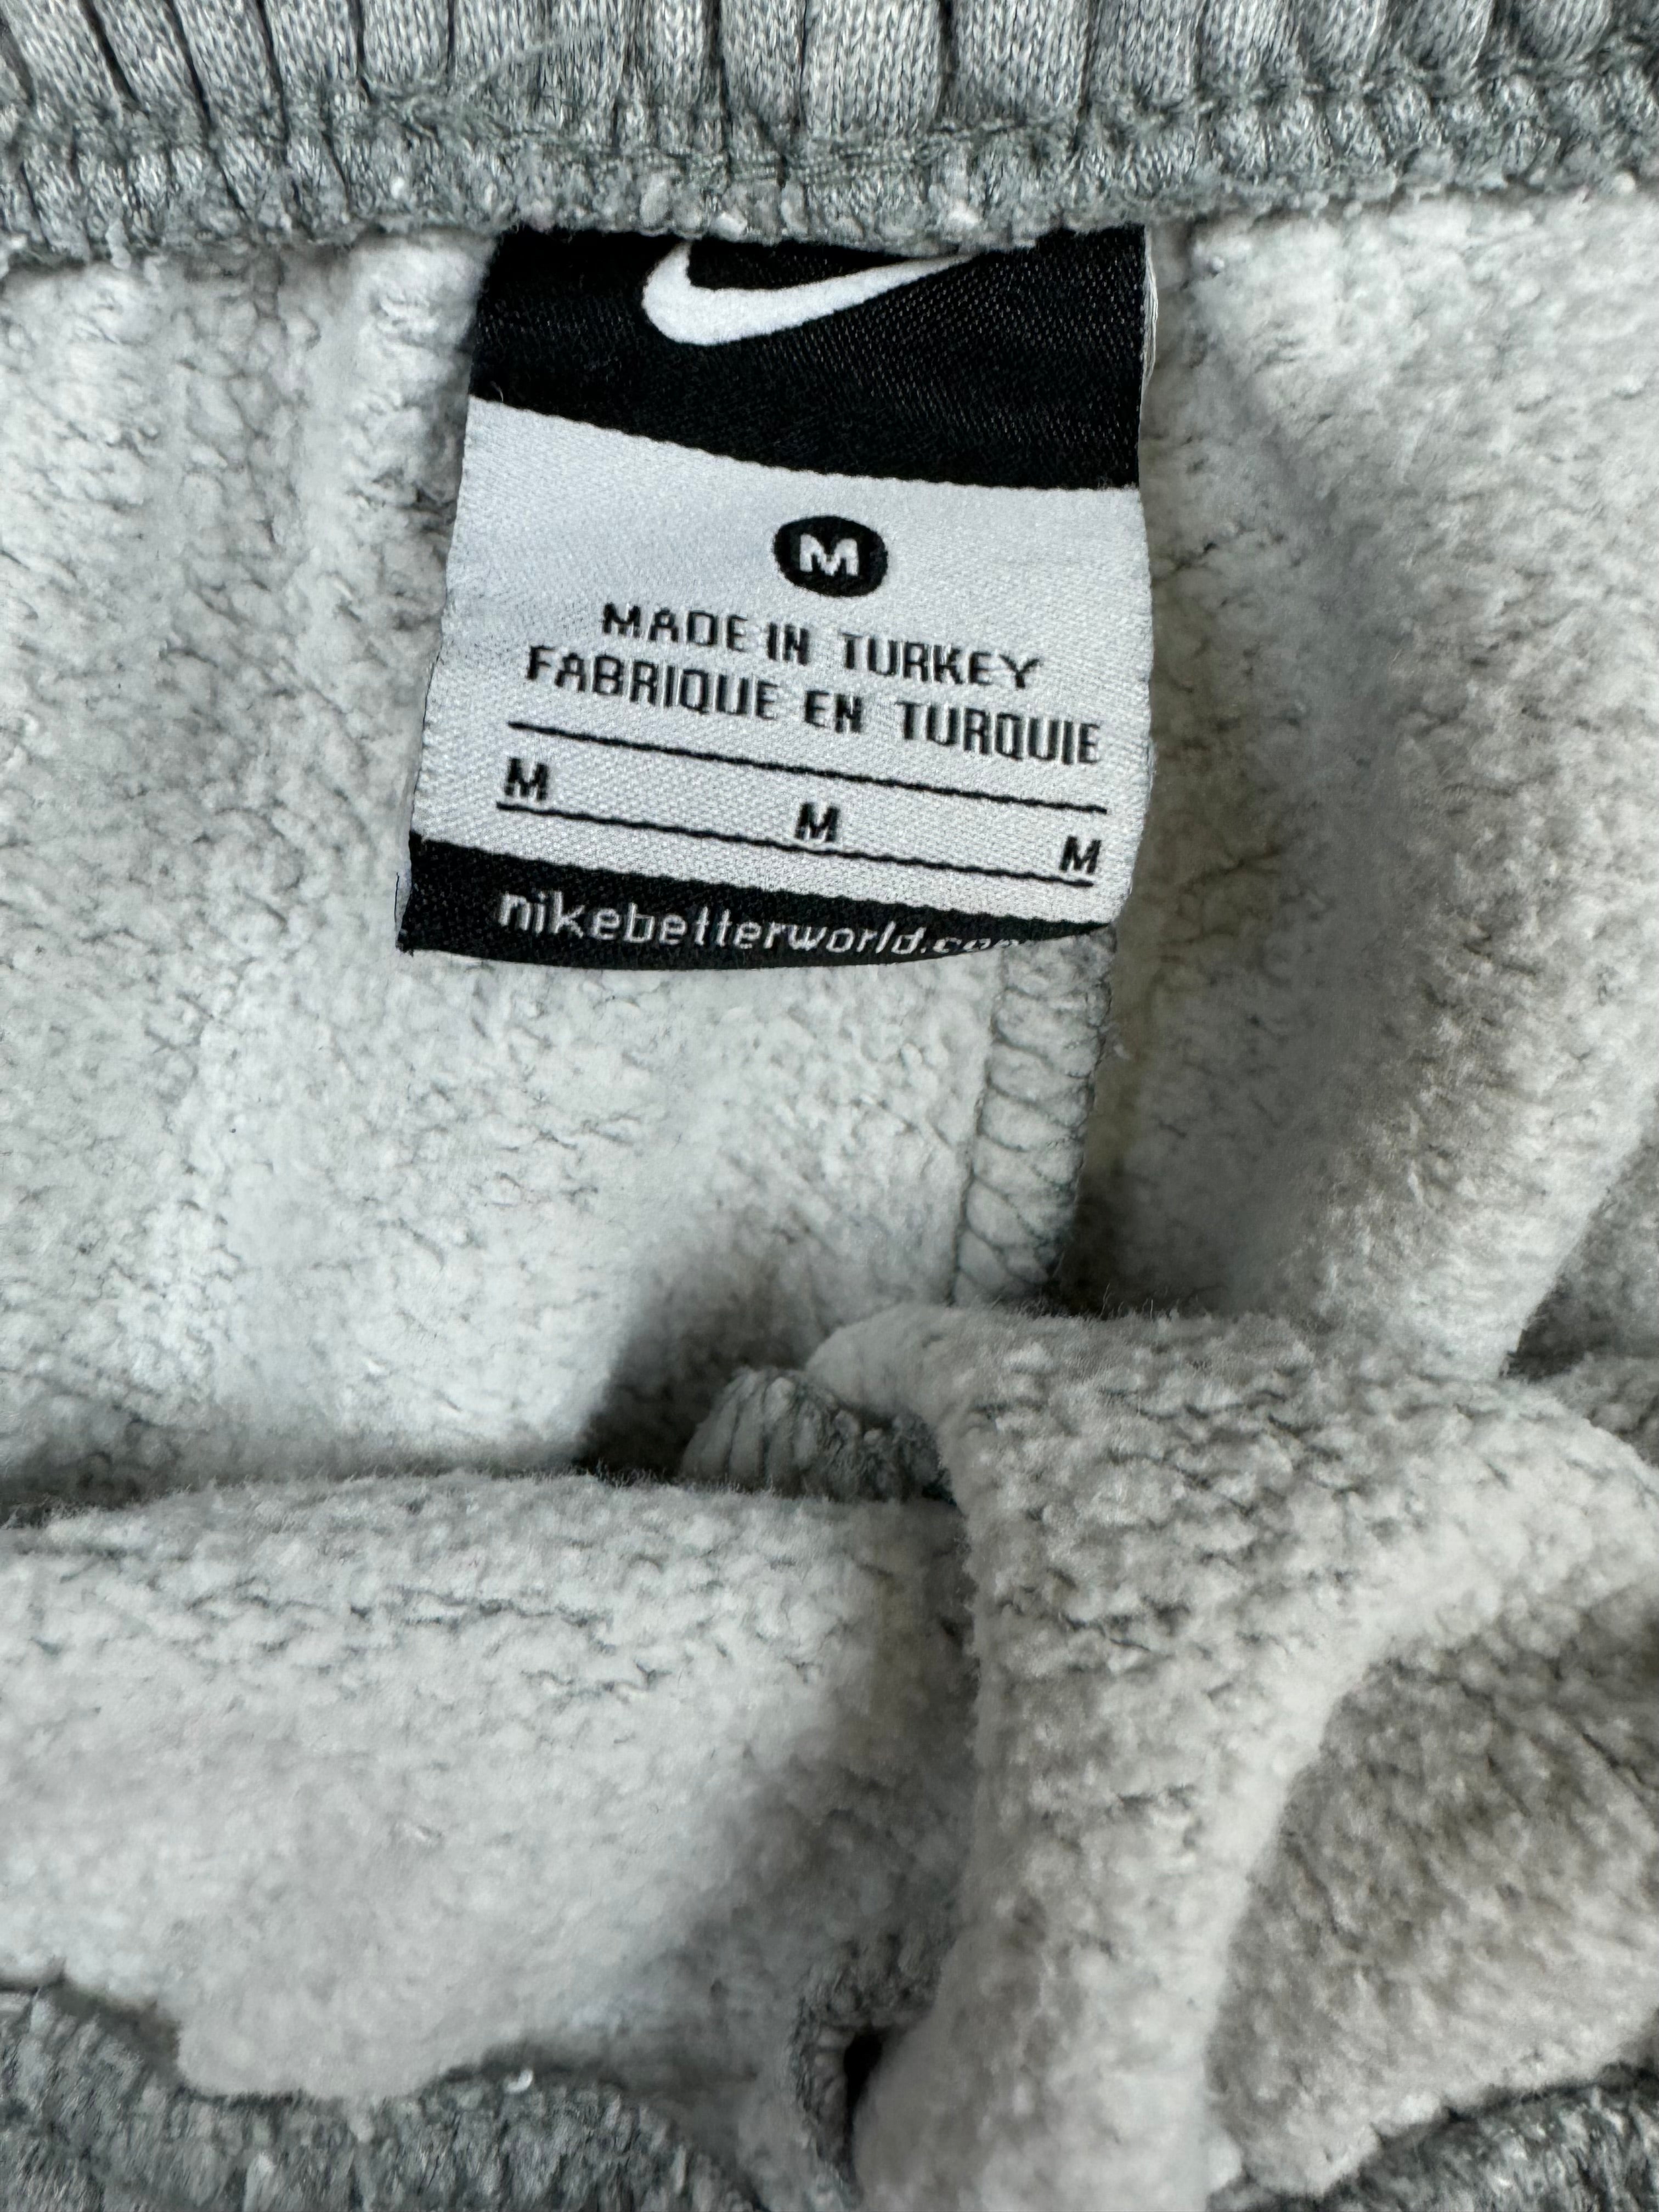 M
MADE IN TURKEY
FABRIQUE EN TURQUIE
M M M
nikebetterworld.com